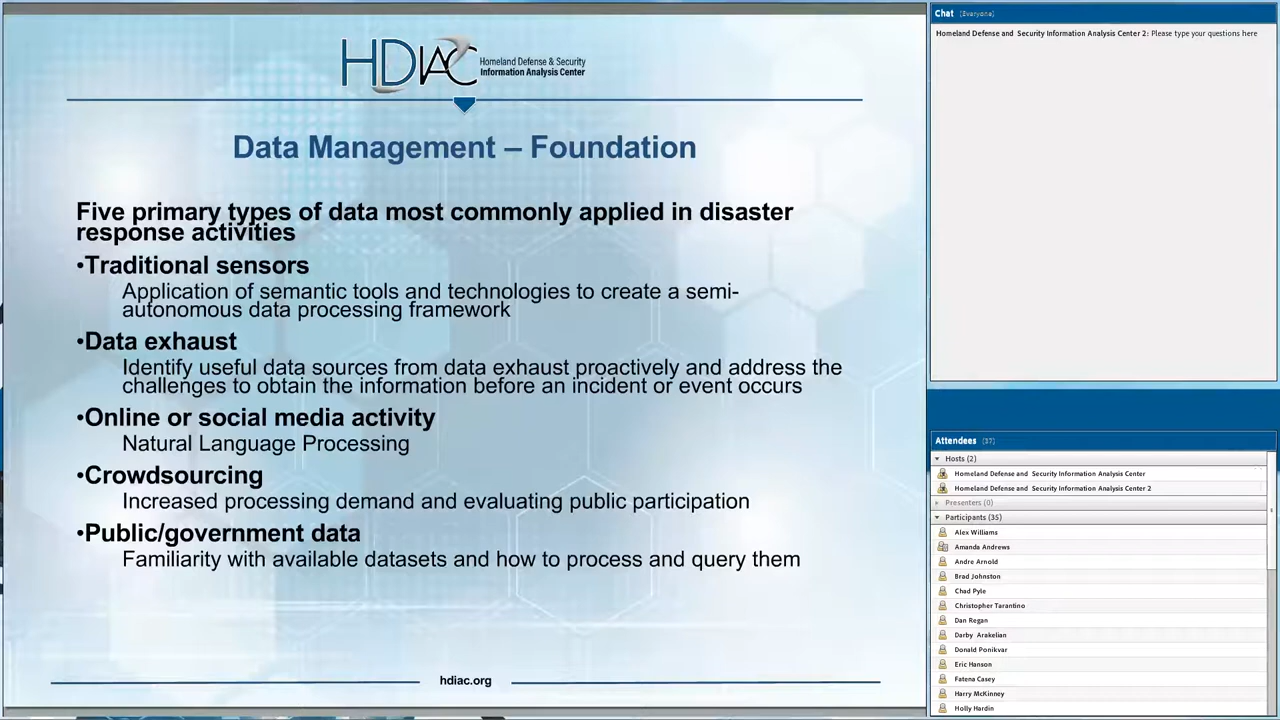 HDIAC Homeland Defense & Security
Information Analysis Center
Data Management – Foundation
Five primary types of data most commonly applied in disaster
response activities
•Traditional sensors
Application of semantic tools and technologies to create a semi-
autonomous data processing framework
•Data exhaust
Identify useful data sources from data exhaust proactively and address the
challenges to obtain the information before an incident or event occurs
•Online or social media activity
Natural Language Processing
•Crowdsourcing
Increased processing demand and evaluating public participation
•Public/government data
Familiarity with available datasets and how to process and query them
hdiac.org
Chat (Everyone)
Homeland Defense and Security Information Analysis Center 2: Please type your questions here
Attendees (37)
Hosts (2)
Homeland Defense and Security Information Analysis Center
Homeland Defense and Security Information Analysis Center 2
Presenters (0)
Participants (35)
Alex Williams
Amanda Andrews
Andre Arnold
Brad Johnston
Chad Pyle
Christopher Tarantino
Dan Regan
Darby Arakelian
Donald Ponikvar
Eric Hanson
Fatena Casey
Harry McKinney
Holly Hardin